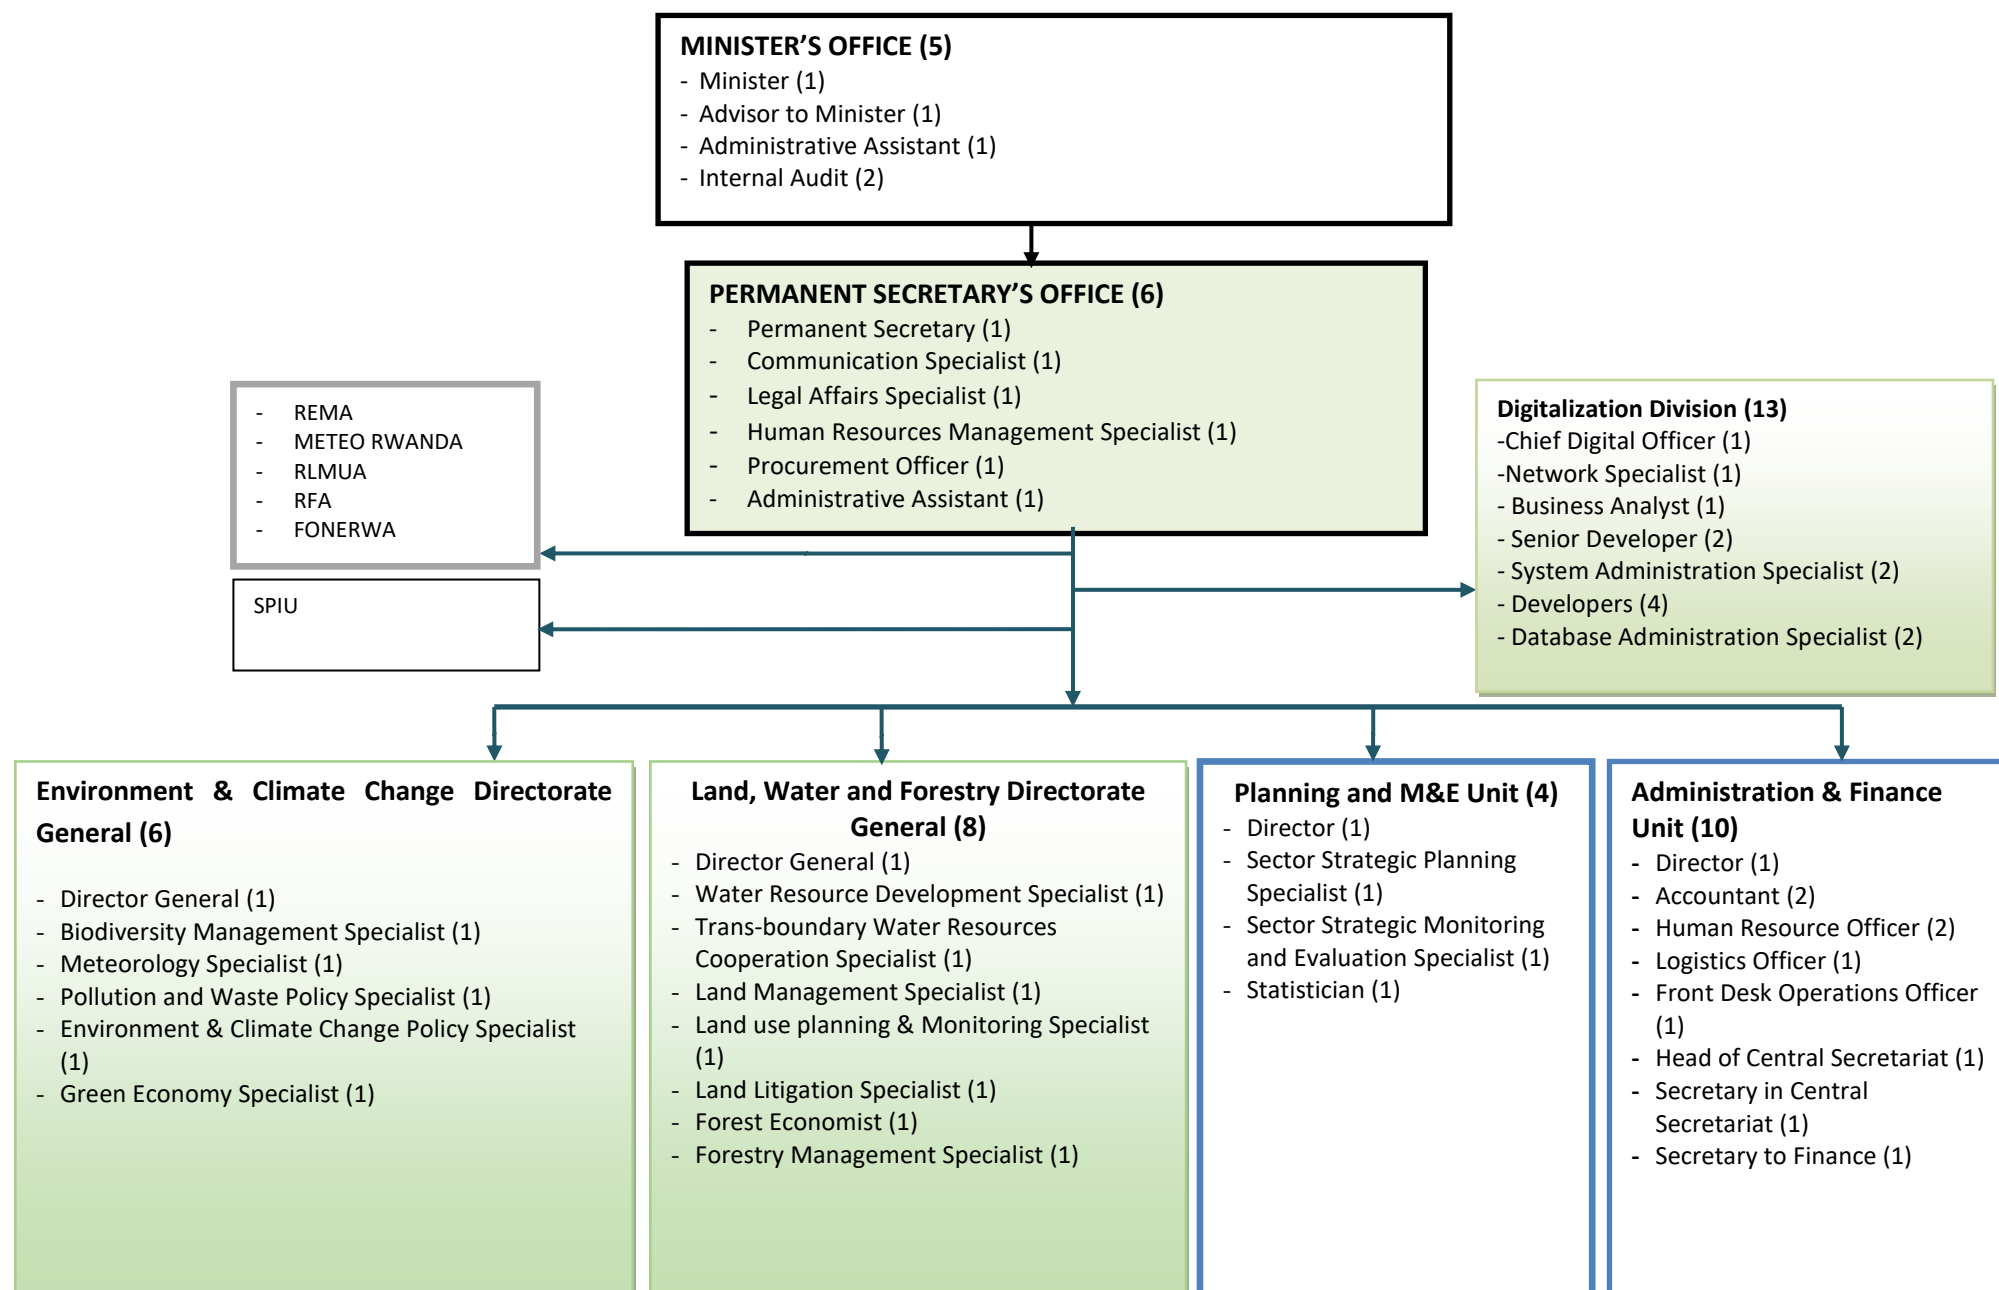 MINISTER’S OFFICE (5)
- Minister (1)
- Advisor to Minister (1)
- Administrative Assistant (1)
- Internal Audit (2)
PERMANENT SECRETARY’S OFFICE (6)
- Permanent Secretary (1)
- Communication Specialist (1)
- Legal Affairs Specialist (1)
- Human Resources Management Specialist (1)
- Procurement Officer (1)
- Administrative Assistant (1)
- REMA
- METEO RWANDA
- RLMUA
- RFA
- FONERWA
SPIU
Digitalization Division (13)
-Chief Digital Officer (1)
-Network Specialist (1)
- Business Analyst (1)
- Senior Developer (2)
- System Administration Specialist (2)
- Developers (4)
- Database Administration Specialist (2)
Environment & Climate Change Directorate
General (6)
- Director General (1)
- Biodiversity Management Specialist (1)
- Meteorology Specialist (1)
- Pollution and Waste Policy Specialist (1)
- Environment & Climate Change Policy Specialist
(1)
- Green Economy Specialist (1)
Land, Water and Forestry Directorate
General (8)
- Director General (1)
- Water Resource Development Specialist (1)
- Trans-boundary Water Resources
Cooperation Specialist (1)
- Land Management Specialist (1)
- Land use planning & Monitoring Specialist
(1)
- Land Litigation Specialist (1)
- Forest Economist (1)
- Forestry Management Specialist (1)
Planning and M&E Unit (4)
- Director (1)
- Sector Strategic Planning
Specialist (1)
- Sector Strategic Monitoring
and Evaluation Specialist (1)
- Statistician (1)
Administration & Finance
Unit (10)
- Director (1)
- Accountant (2)
- Human Resource Officer (2)
- Logistics Officer (1)
- Front Desk Operations Officer
(1)
- Head of Central Secretariat (1)
- Secretary in Central
Secretariat (1)
- Secretary to Finance (1)